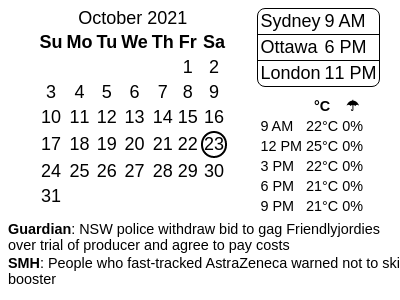 October 2021
Su Mo Tu We Th Fr Sa
1 2
3 4 5 6 7 8 9
10 11 12 13 14 15 16
17 18 19 20 21 22 23
24 25 26 27 28 29 30
31
Sydney 9 AM
Ottawa 6 PM
London 11 PM
°C ☂
9 AM 22°C 0%
12 PM 25°C 0%
3 PM 22°C 0%
6 PM 21°C 0%
9 PM 21°C 0%
Guardian: NSW police withdraw bid to gag Friendlyjordies
over trial of producer and agree to pay costs
SMH: People who fast-tracked AstraZeneca warned not to ski
booster